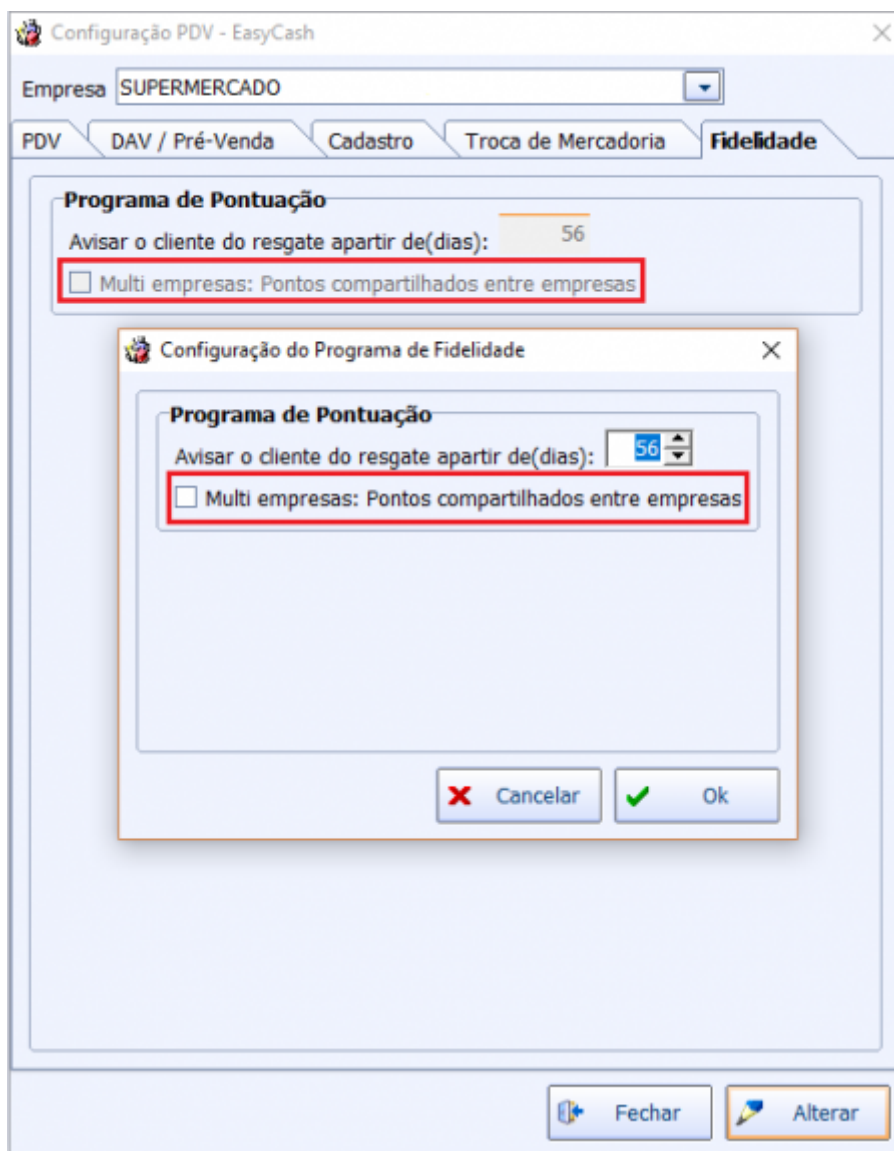 Configuração PDV - EasyCash
Empresa SUPERMERCADO
PDV DAV / Pré-Venda Cadastro Troca de Mercadoria Fidelidade
Programa de Pontuação
Avisar o cliente do resgate apartir de(dias): 56
Multi empresas: Pontos compartilhados entre empresas
Configuração do Programa de Fidelidade
Programa de Pontuação
Avisar o cliente do resgate apartir de(dias): 56
Multi empresas: Pontos compartilhados entre empresas
Cancelar Ok
Fechar Alterar